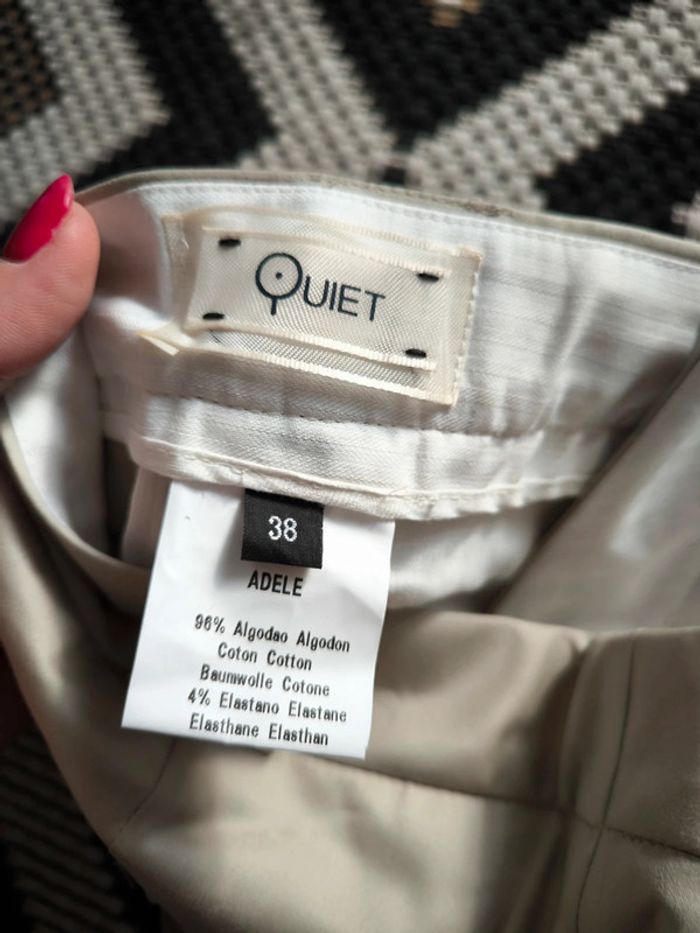 QUIET
38
ADELE
96% Algodao Algodon
Coton Cotton
Baumwolle Cotone
4% Elastano Elastane
Elasthane Elasthan